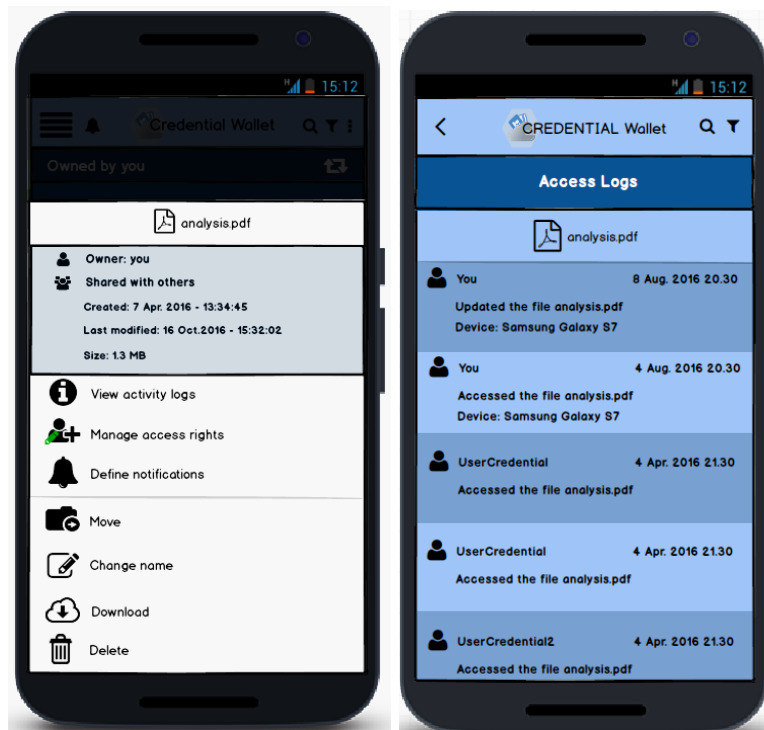 H 15:12
Credential Wallet
Owned by you
analysis.pdf
Owner: you
Shared with others
Created: 7 Apr. 2016 - 13:34:45
Last modified: 16 Oct.2016 - 15:32:02
Size: 1.3 MB
View activity logs
Manage access rights
Define notifications
Move
Change name
Download
Delete
H 15:12
CREDENTIAL Wallet
Access Logs
analysis.pdf
You 8 Aug. 2016 20.30
Updated the file analysis.pdf
Device: Samsung Galaxy S7
You 4 Aug. 2016 20.30
Accessed the file analysis.pdf
Device: Samsung Galaxy S7
UserCredential 4 Apr. 2016 21.30
Accessed the file analysis.pdf
UserCredential 4 Apr. 2016 21.30
Accessed the file analysis.pdf
UserCredential2 4 Apr. 2016 21.30
Accessed the file analysis.pdf